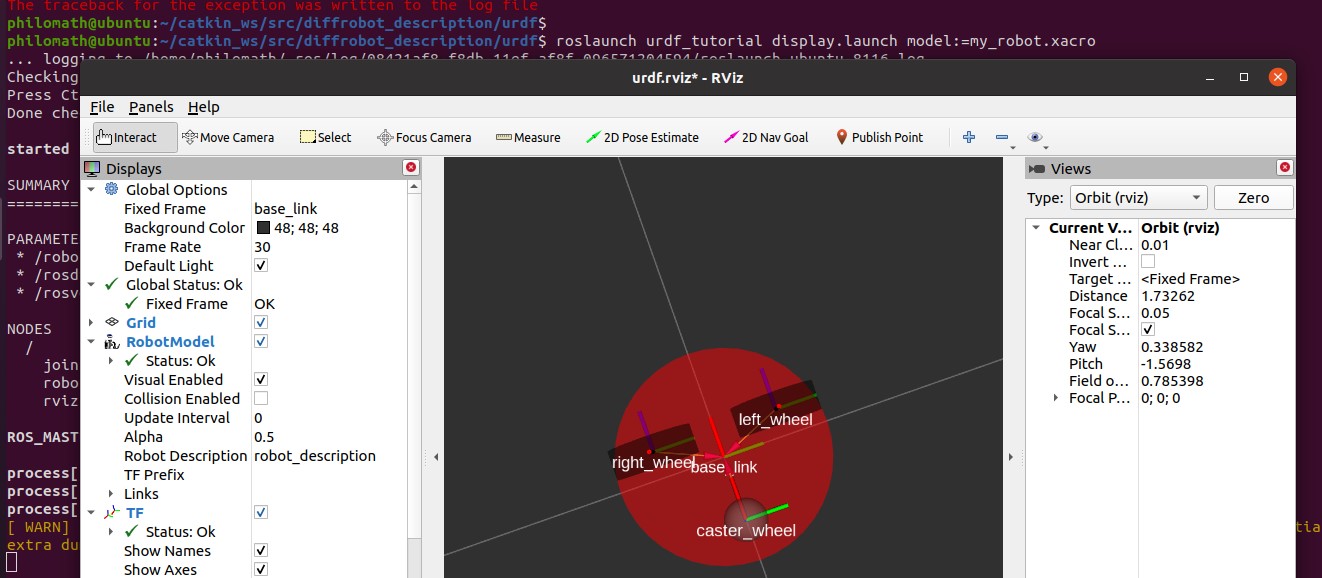 The traceback for the exception was written to the log file
philomath@ubuntu:~/catkin_ws/src/diffrobot_description/urdf$
philomath@ubuntu:~/catkin_ws/src/diffrobot_description/urdf$ roslaunch urdf_tutorial display.launch model:=my_robot.xacro
... logging to
Checking
Press Ct
Done che
started
SUMMARY
========
PARAMETE
* /robo
* /rosd
* /rosv
NODES
/
join
robo
rviz
ROS_MAST
process[
process[
process[
[ WARN]
extra du
tia
urdf.rviz* - RViz
File Panels Help
Interact Move Camera Select Focus Camera Measure 2D Pose Estimate 2D Nav Goal Publish Point
Displays
Global Options
Fixed Frame base_link
Background Color 48; 48; 48
Frame Rate 30
Default Light
Global Status: Ok
Fixed Frame OK
Grid
RobotModel
Status: Ok
Visual Enabled
Collision Enabled
Update Interval 0
Alpha 0.5
Robot Description robot_description
TF Prefix
Links
TF
Status: Ok
Show Names
Show Axes
left_wheel
right_wheel
base_link
caster_wheel
Views
Type: Orbit (rviz) Zero
Current V... Orbit (rviz)
Near Cl... 0.01
Invert ...
Target ... <Fixed Frame>
Distance 1.73262
Focal S... 0.05
Focal S...
Yaw 0.338582
Pitch -1.5698
Field o... 0.785398
Focal P... 0; 0; 0